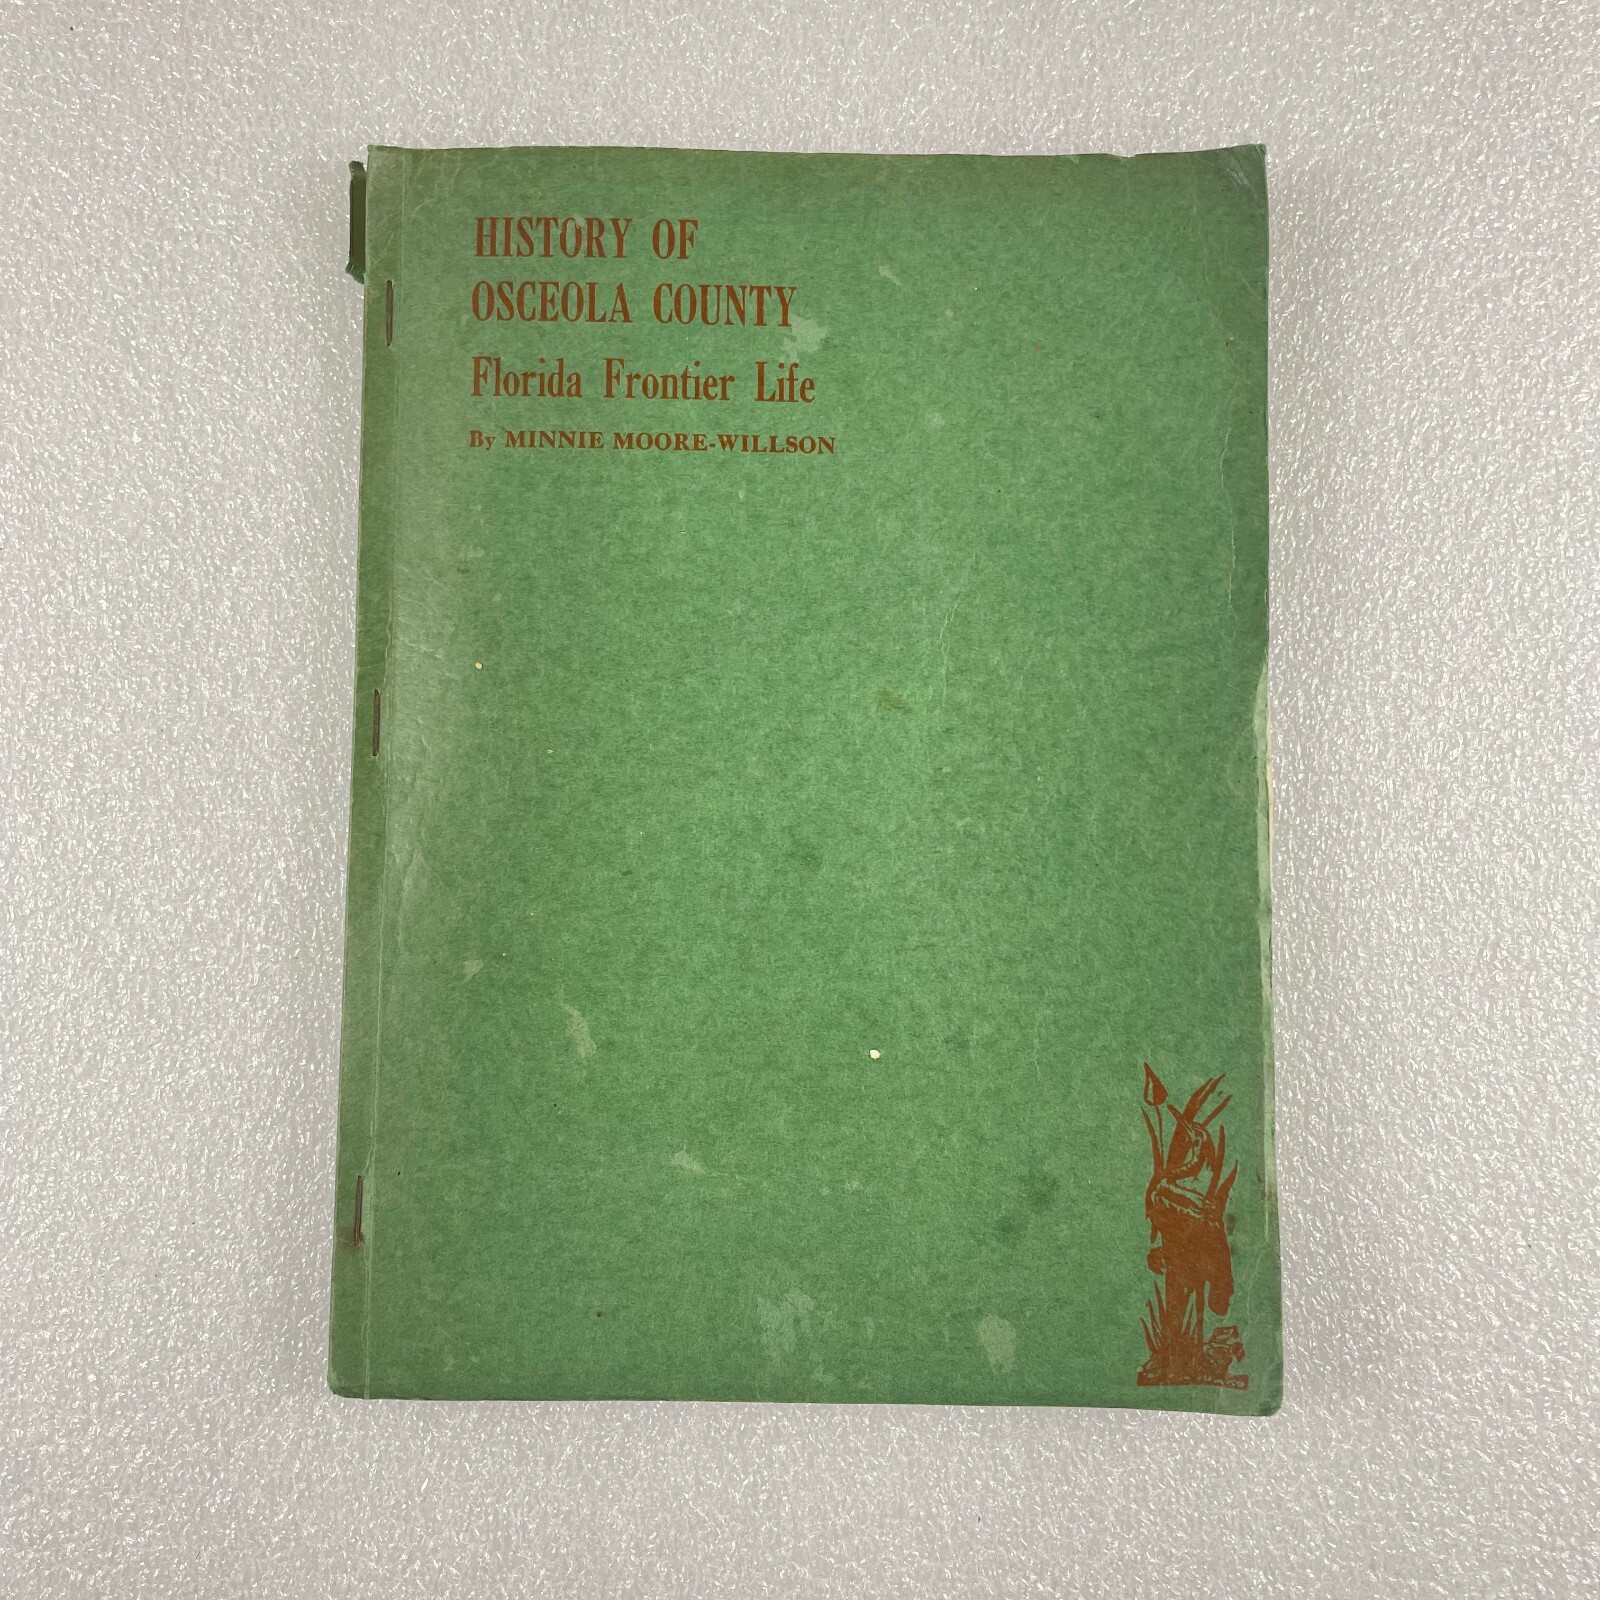 HISTORY OF
OSCEOLA COUNTY
Florida Frontier Life
By MINNIE MOORE-WILLSON